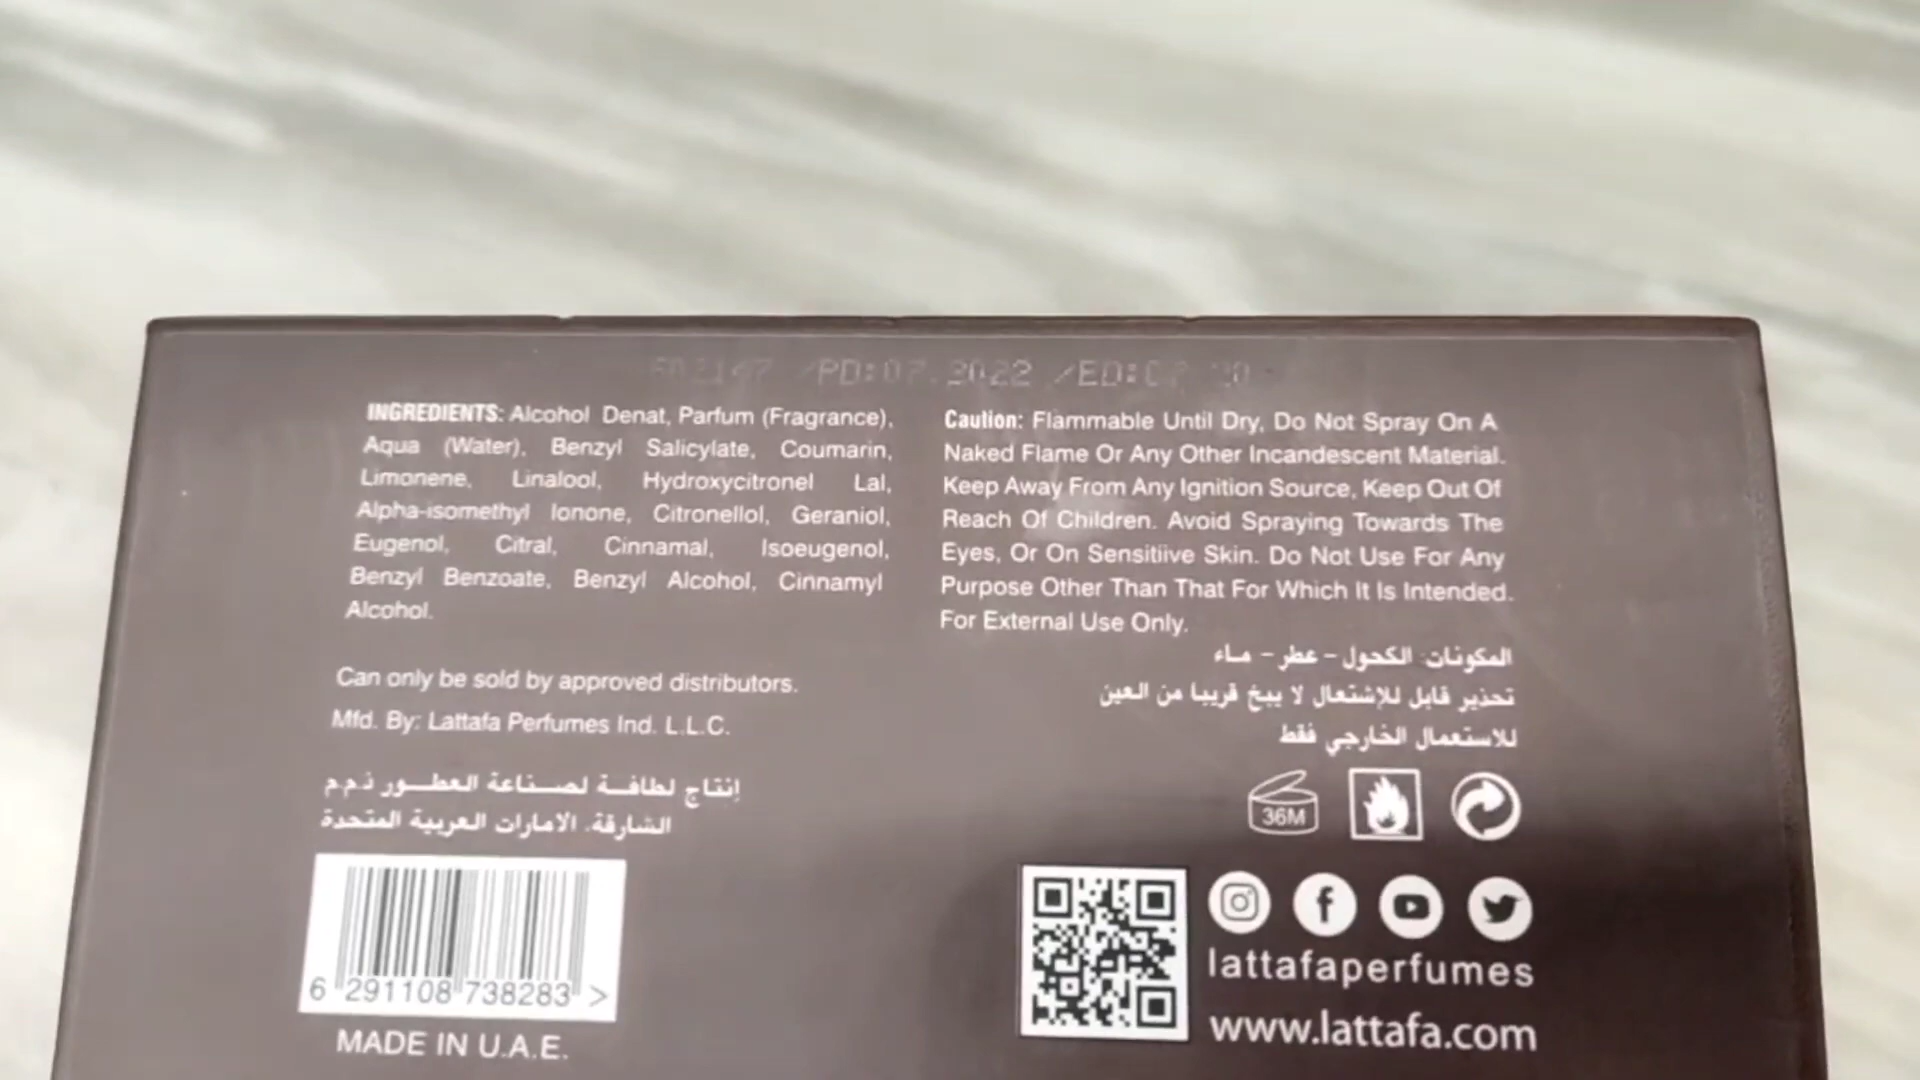 /PD:07.2022 /ED:
INGREDIENTS: Alcohol Denat, Parfum (Fragrance),
Aqua (Water), Benzyl Salicylate, Coumarin,
Limonene, Linalool, Hydroxycitronel Lal,
Alpha-isomethyl Ionone, Citronellol, Geraniol,
Eugenol, Citral, Cinnamal, Isoeugenol,
Benzyl Benzoate, Benzyl Alcohol, Cinnamyl
Alcohol.
Can only be sold by approved distributors.
Mfd. By: Lattafa Perfumes Ind. L.L.C.
إنتاج لطافة لصناعة العطور ذ.م.م
الشارقة. الامارات العربية المتحدة
6 291108 738283 >
MADE IN U.A.E.
Caution: Flammable Until Dry, Do Not Spray On A
Naked Flame Or Any Other Incandescent Material.
Keep Away From Any Ignition Source, Keep Out Of
Reach Of Children. Avoid Spraying Towards The
Eyes, Or On Sensitiive Skin. Do Not Use For Any
Purpose Other Than That For Which It Is Intended.
For External Use Only.
المكونات: الكحول - عطر - ماء
تحذير قابل للإشتعال لا يبخ قريبا من العين
للاستعمال الخارجي فقط
36M
lattafaperfumes
www.lattafa.com